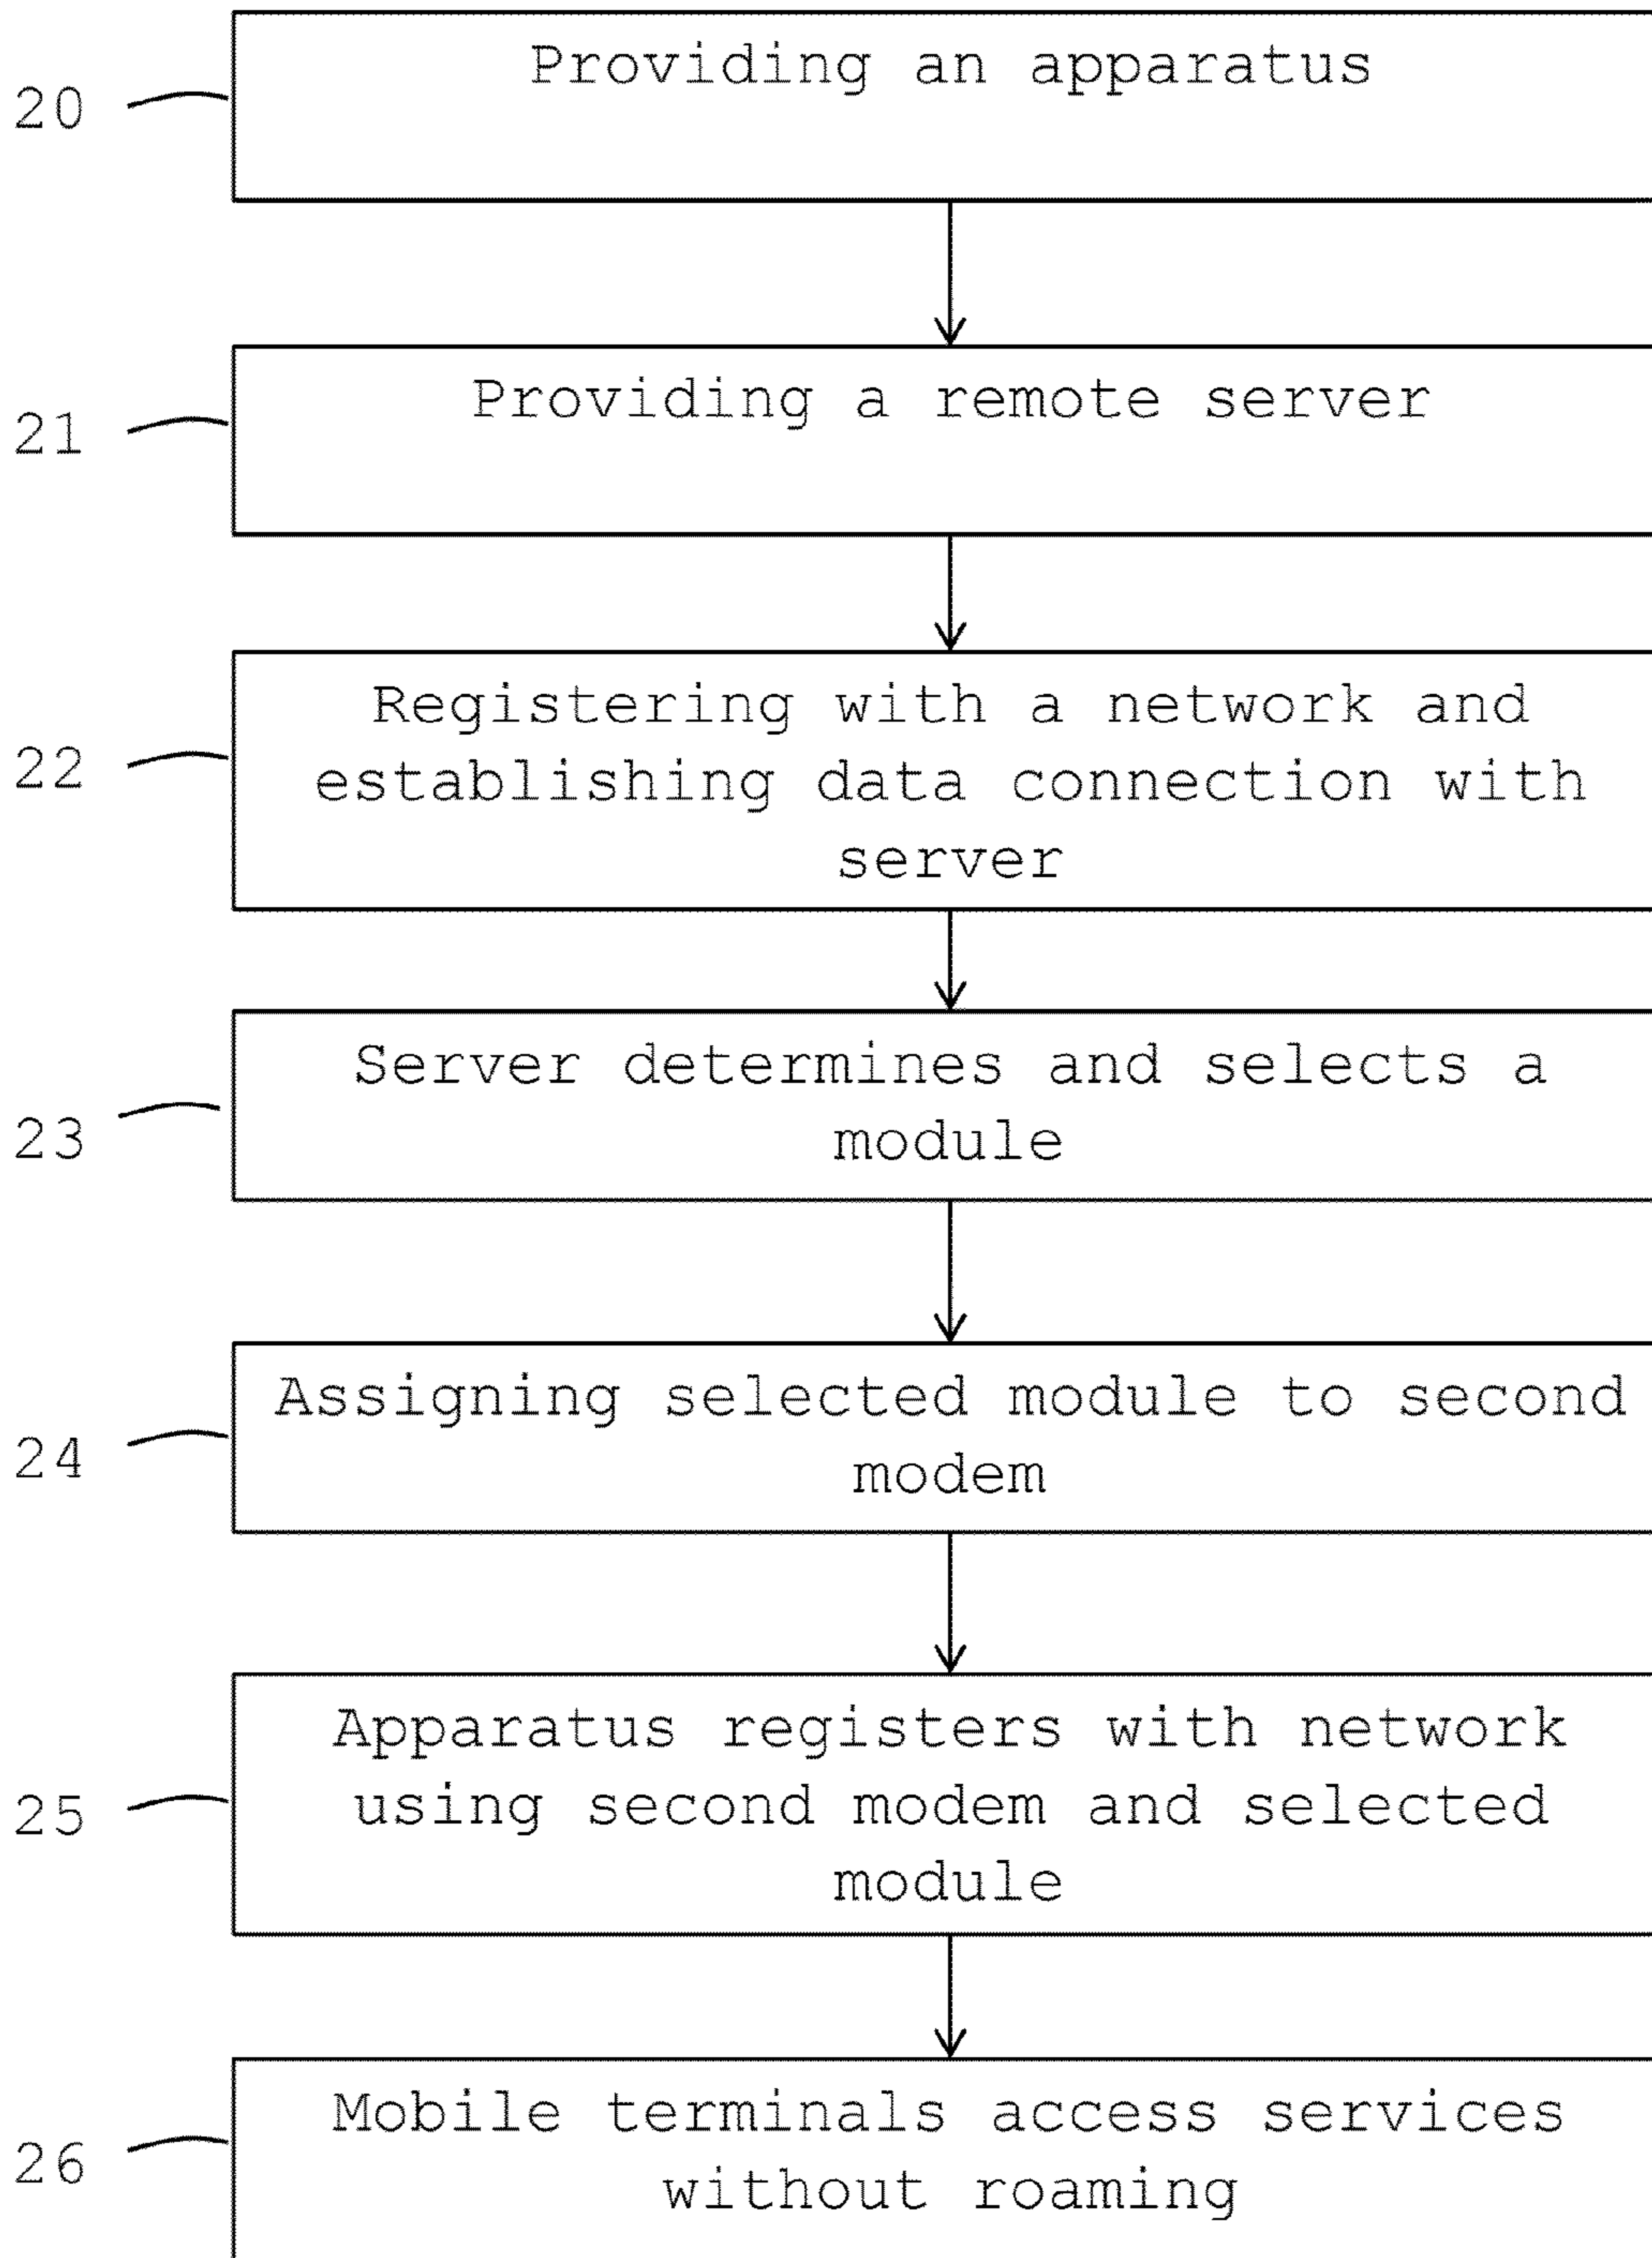 20
Providing an apparatus
21
Providing a remote server
22
Registering with a network and
establishing data connection with
server
23
Server determines and selects a
module
24
Assigning selected module to second
modem
25
Apparatus registers with network
using second modem and selected
module
26
Mobile terminals access services
without roaming